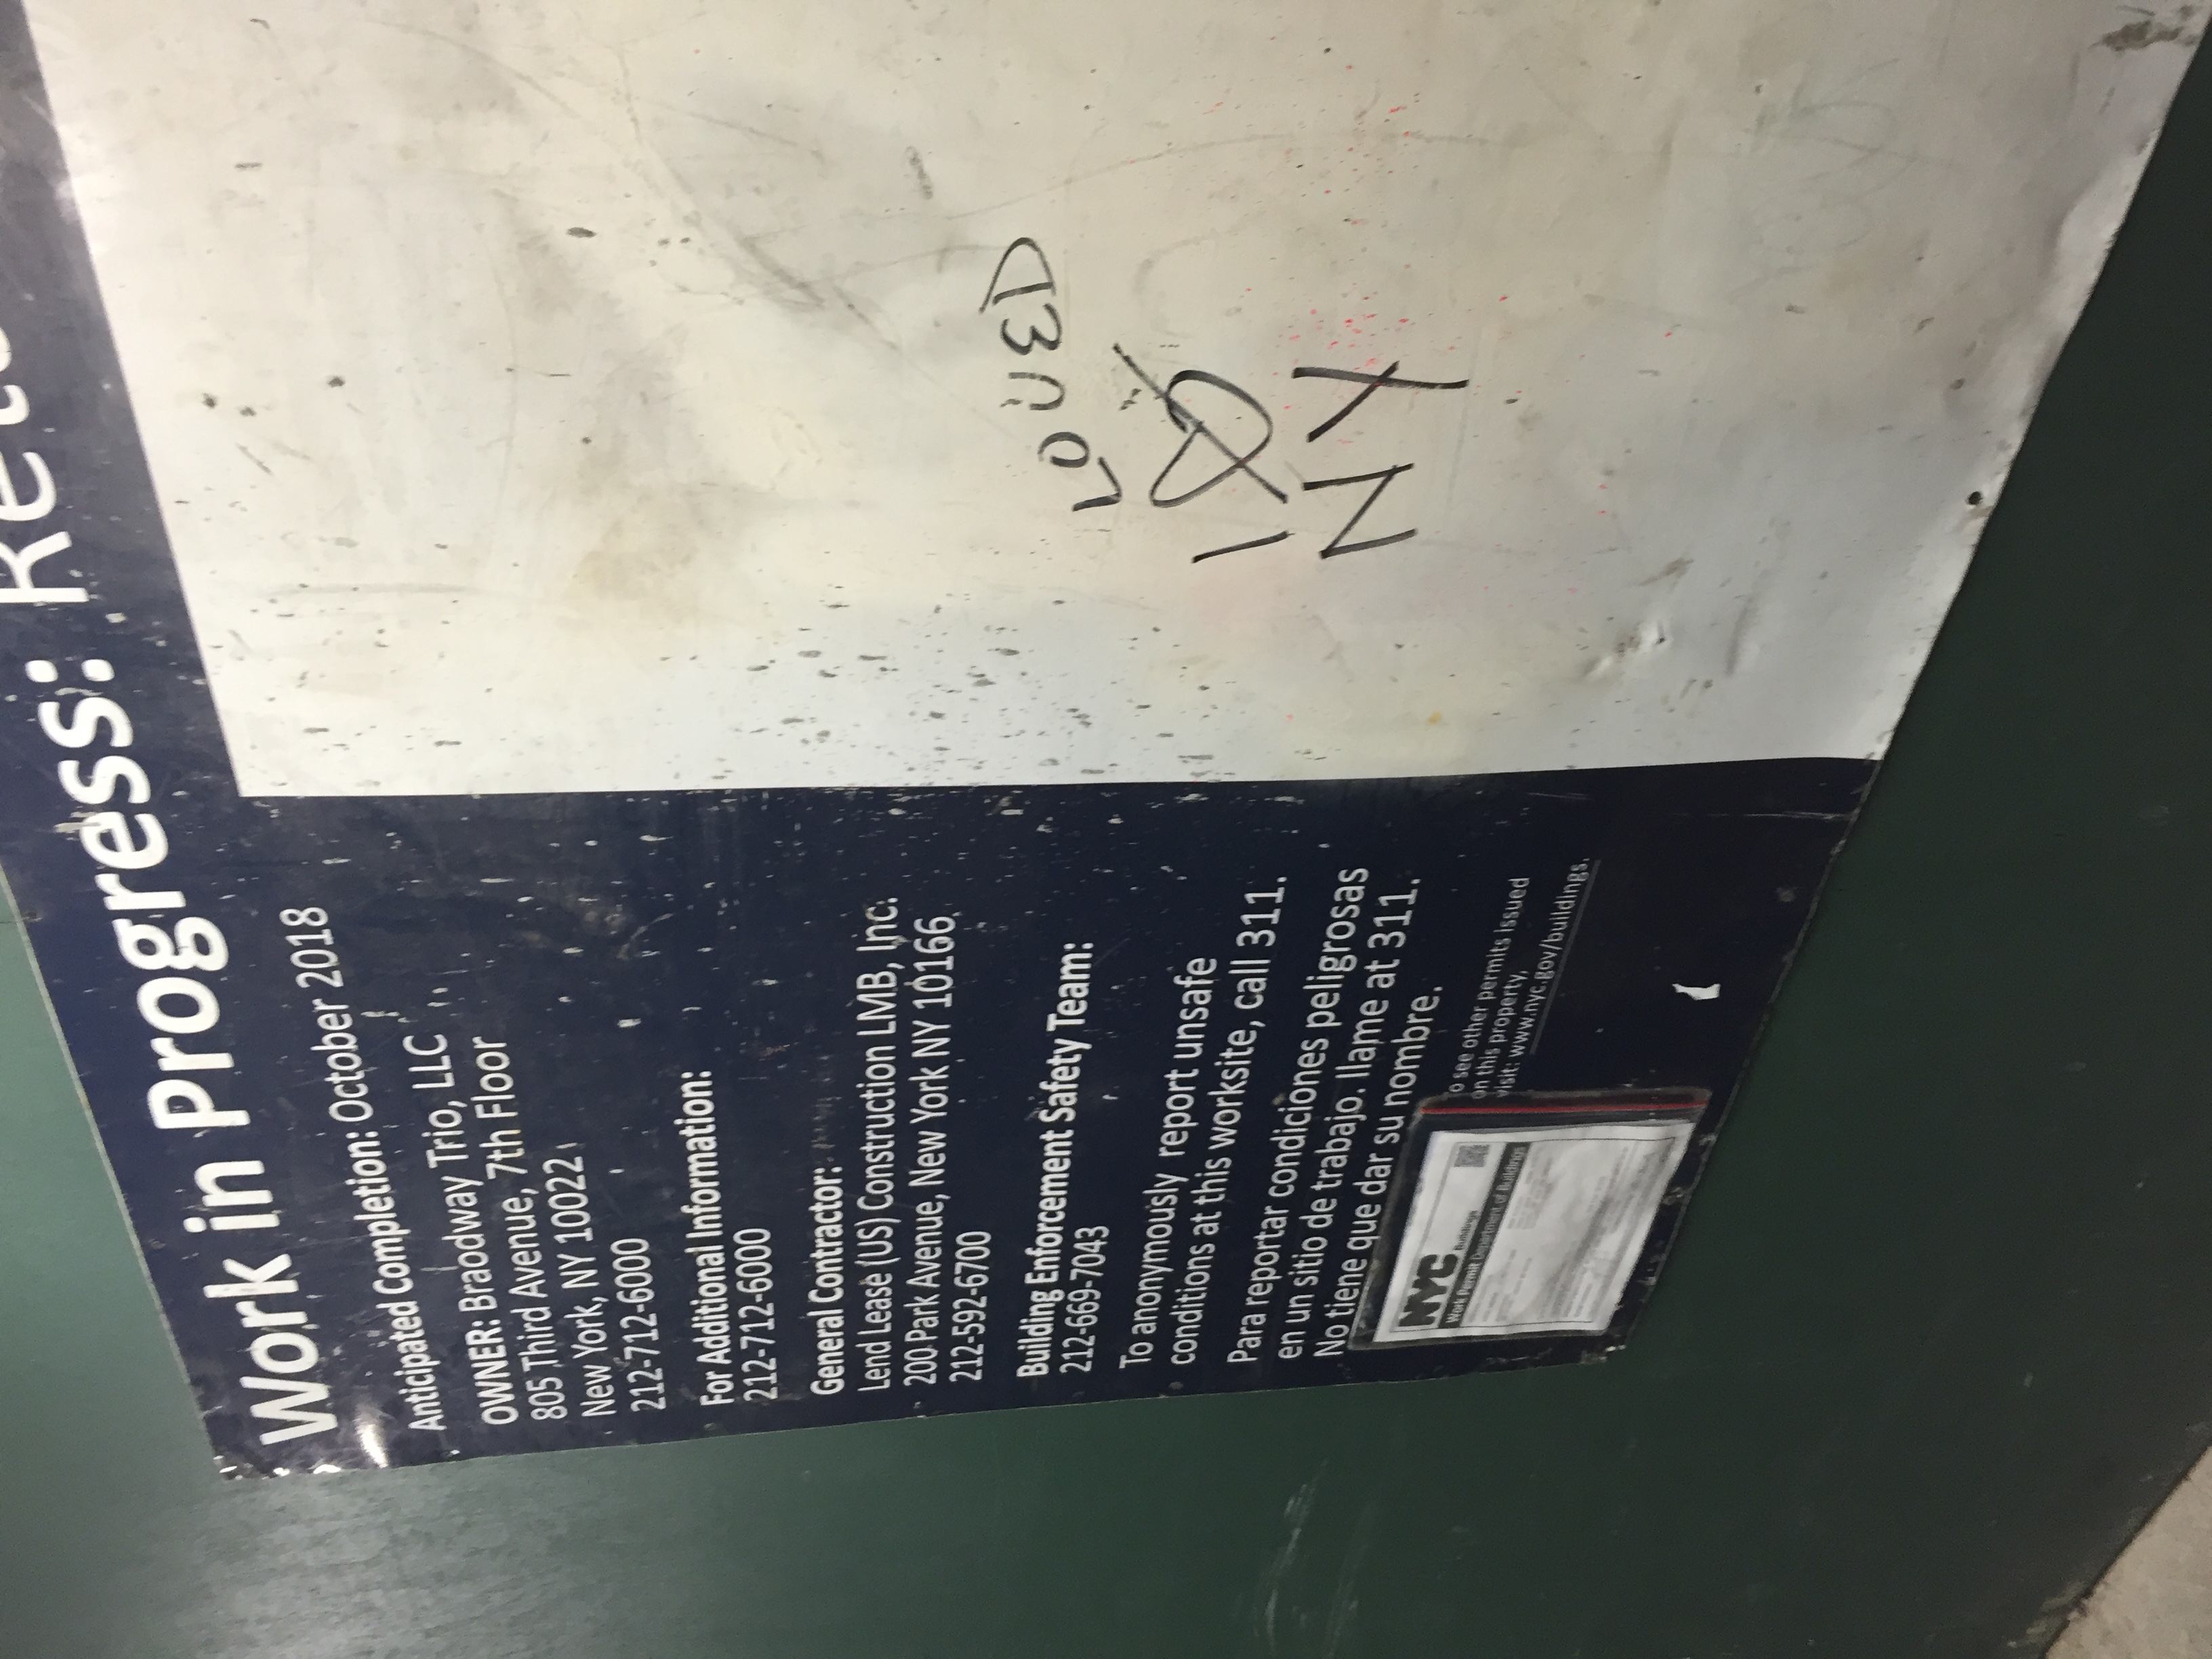 Work in Progress:
Anticipated Completion: October 2018
OWNER: Braodway Trio, LLC
805 Third Avenue, 7th Floor
New York, NY 10022
212-712-6000
For Additional Information:
212-712-6000
General Contractor:
Lend Lease (US) Construction LMB, Inc.
200 Park Avenue, New York NY 10166
212-592-6700
Building Enforcement Safety Team:
212-669-7043
To anonymously report unsafe
conditions at this worksite, call 311.
Para reportar condiciones peligrosas
en un sitio de trabajo. llame at 311.
No tiene que dar su nombre.
NYC
Buildings
Work Permit Department of Buildings
o see other permits issued
on this property,
visit: www.nyc.gov/buildings.
LOVED
I
NY